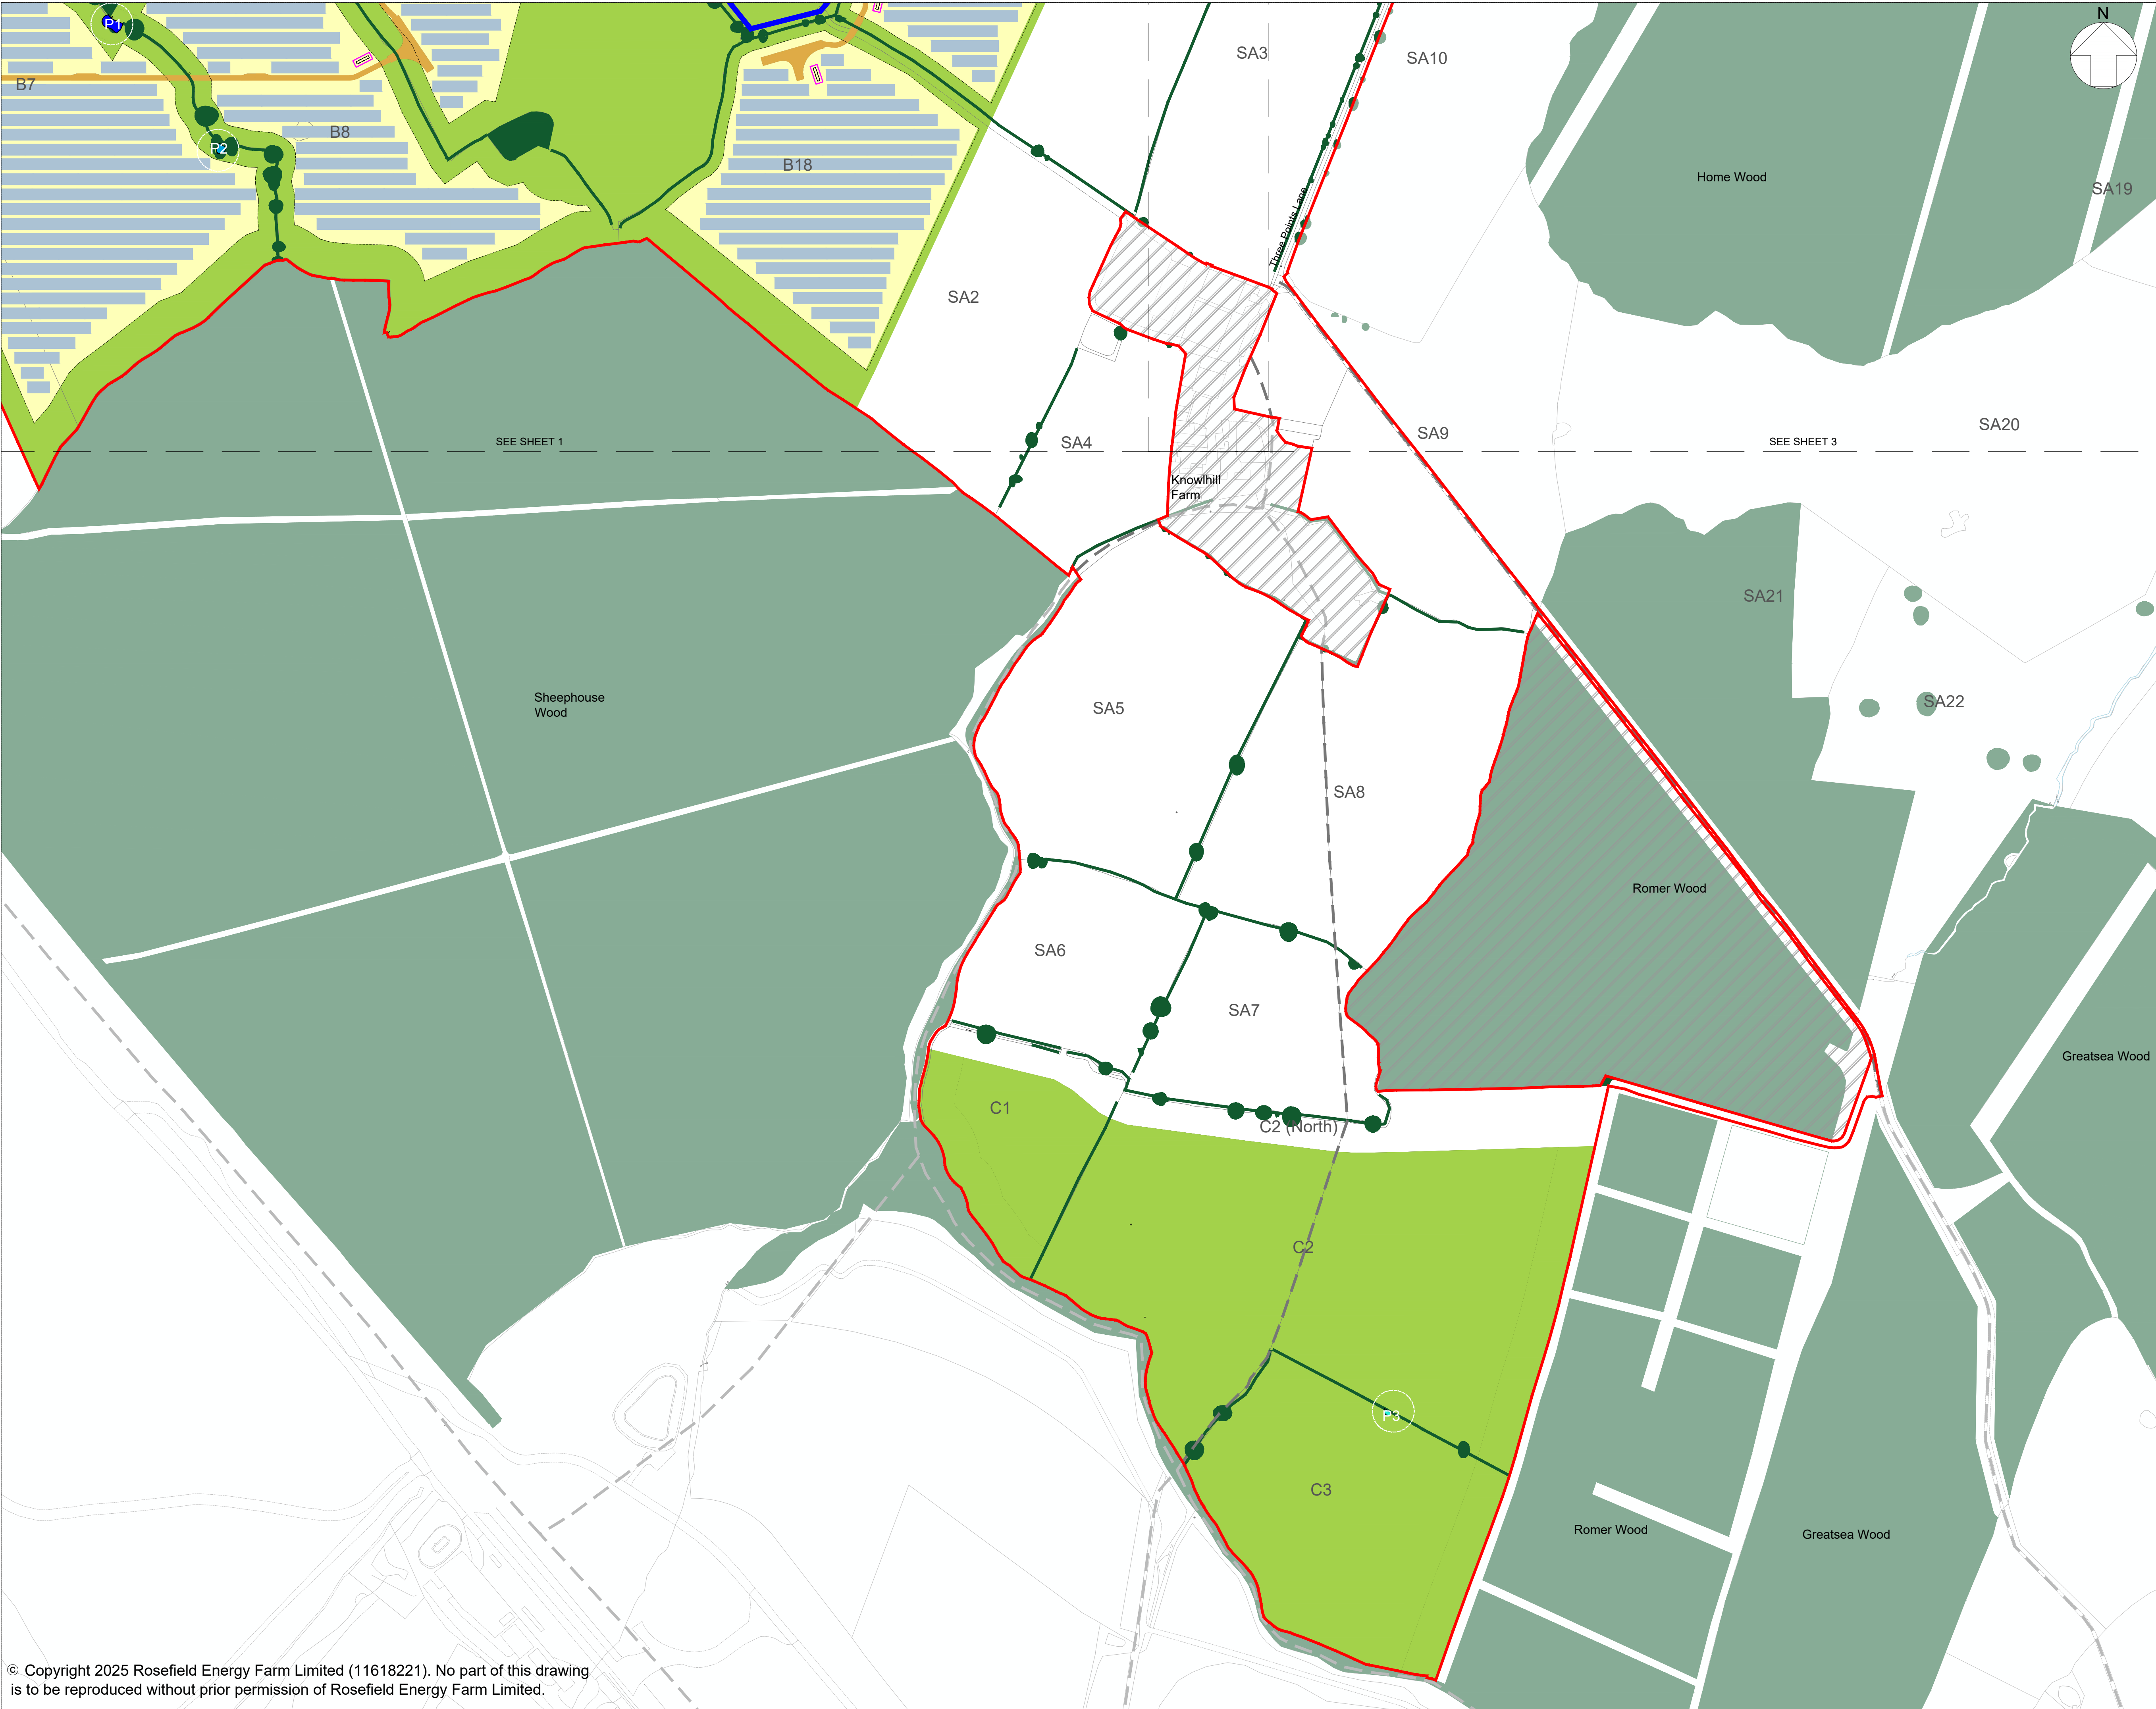 P1
N
SA3
SA10
B7
B8
P2
B18
Home Wood
SA19
Three Points Lane
SA2
SA9
SA20
SEE SHEET 1
SA4
SEE SHEET 3
Knowlhill
Farm
SA21
Sheephouse
Wood
SA5
SA22
SA8
Romer Wood
SA6
SA7
Greatsea Wood
C1
C2 (North)
C2
P3
C3
Romer Wood
Greatsea Wood
© Copyright 2025 Rosefield Energy Farm Limited (11618221). No part of this drawing
is to be reproduced without prior permission of Rosefield Energy Farm Limited.